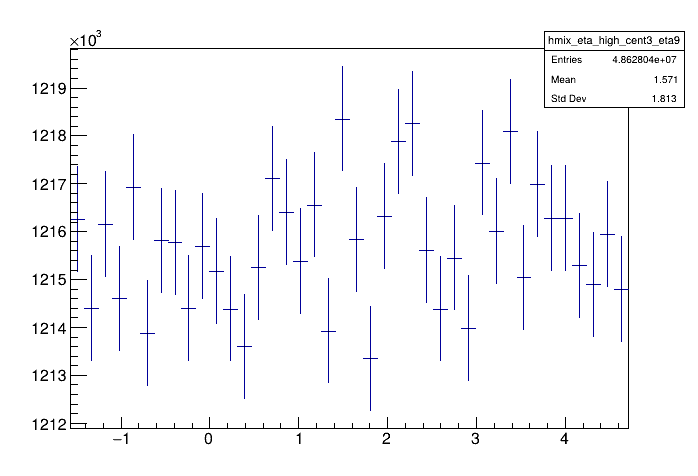 ×10³
hmix_eta_high_cent3_eta9
Entries 4.862804e+07
Mean 1.571
Std Dev 1.813
1219
1218
1217
1216
1215
1214
1213
1212
−1 0 1 2 3 4